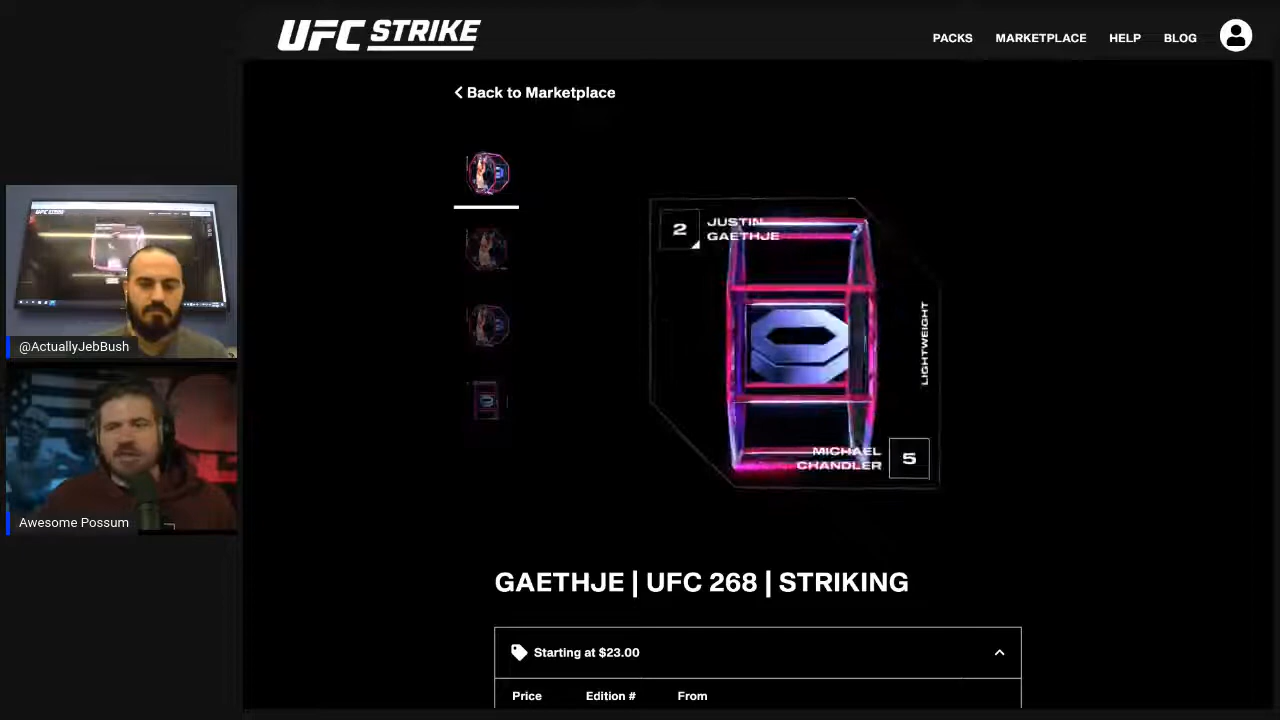 UFC STRIKE
PACKS
MARKETPLACE
HELP
BLOG
Back to Marketplace
2
JUSTIN
GAETHJE
LIGHTWEIGHT
MICHAEL
CHANDLER
5
@ActuallyJebBush
Awesome Possum
GAETHJE | UFC 268 | STRIKING
Starting at $23.00
Price
Edition #
From